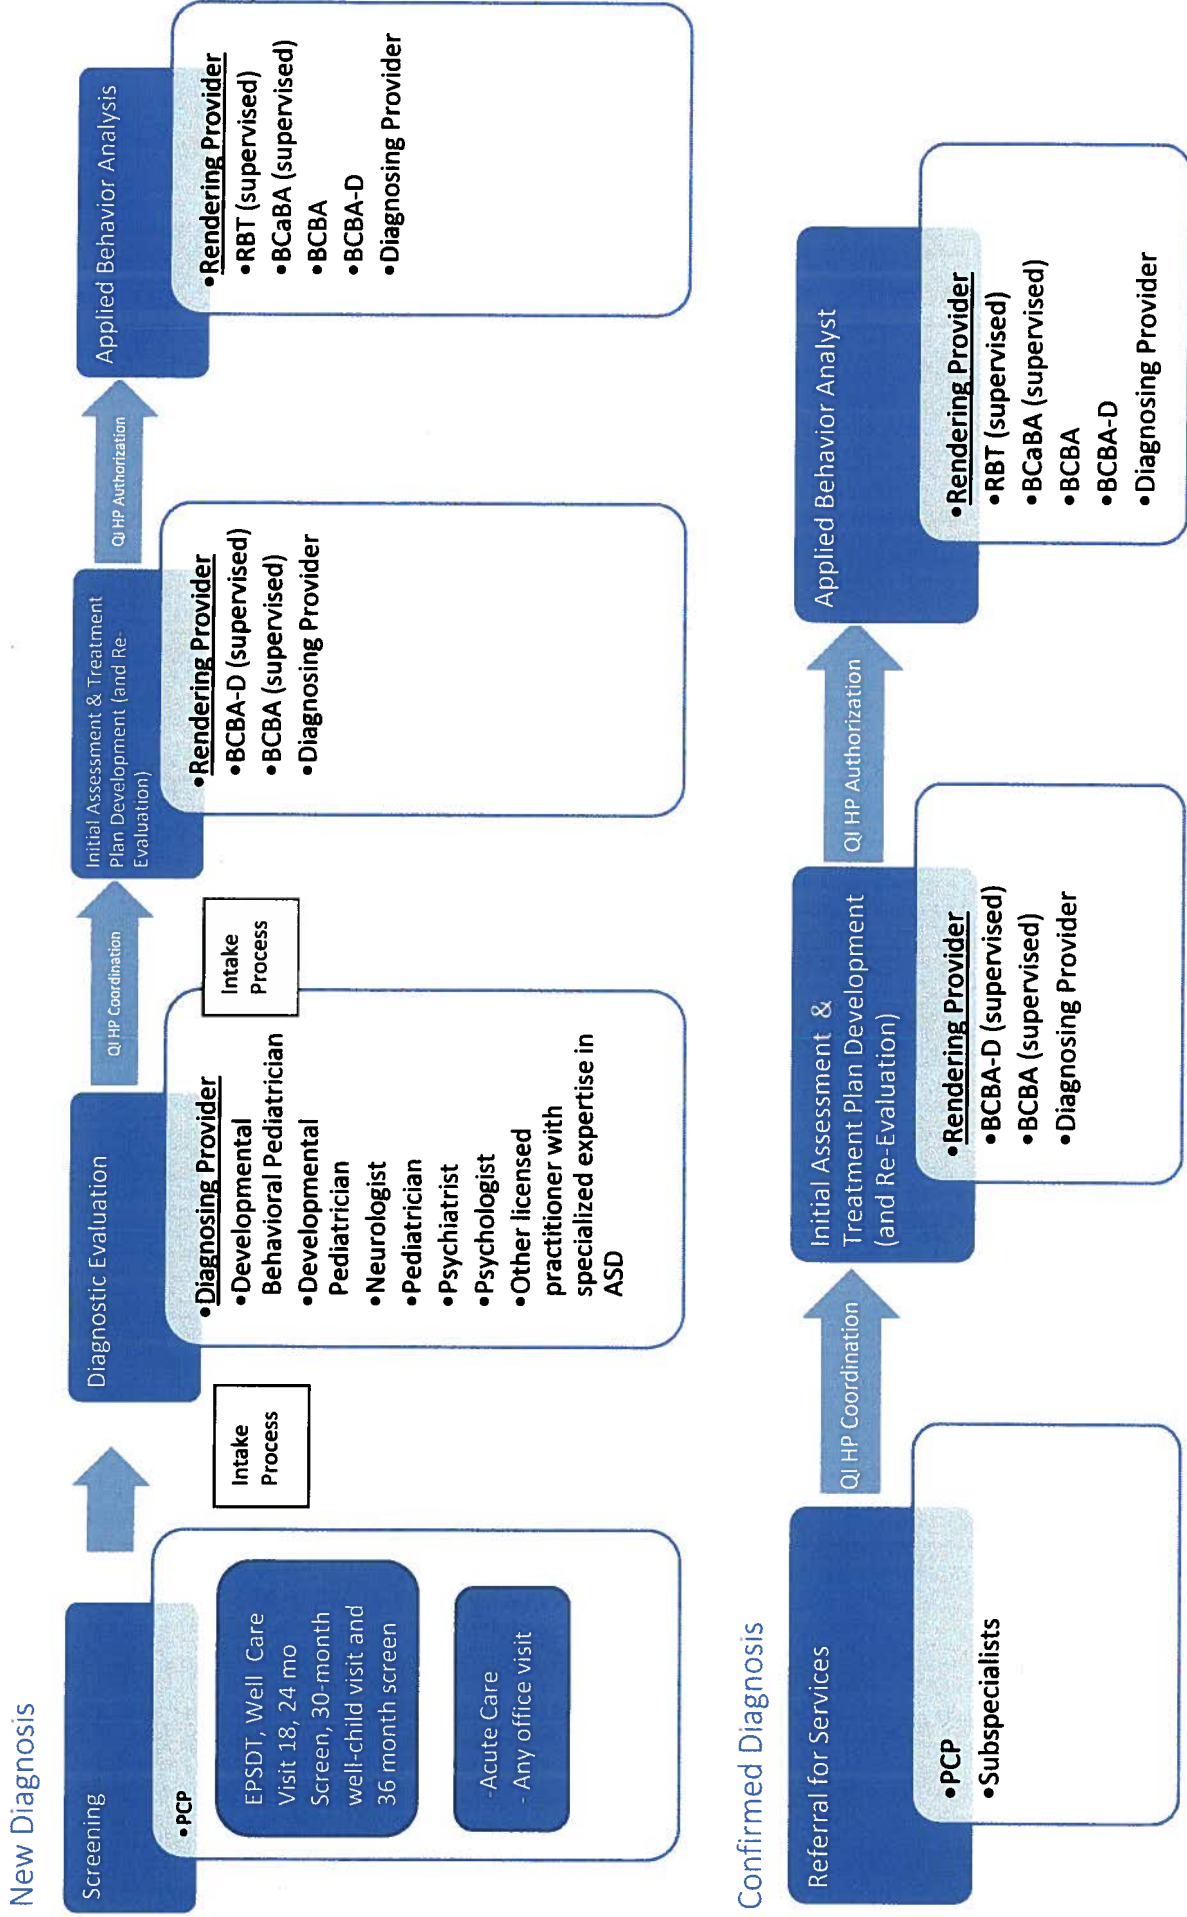 New Diagnosis
Screening
•PCP
EPSDT, Well Care
Visit 18, 24 mo
Screen, 30-month
well-child visit and
36 month screen
-Acute Care
- Any office visit
Intake
Process
Diagnostic Evaluation
•Diagnosing Provider
•Developmental
Behavioral Pediatrician
•Developmental
Pediatrician
•Neurologist
•Pediatrician
•Psychiatrist
•Psychologist
•Other licensed
practitioner with
specialized expertise in
ASD
Intake
Process
QI HP Coordination
Initial Assessment & Treatment
Plan Development (and Re-
Evaluation)
•Rendering Provider
•BCBA-D (supervised)
•BCBA (supervised)
•Diagnosing Provider
QI HP Authorization
Applied Behavior Analysis
•Rendering Provider
•RBT (supervised)
•BCaBA (supervised)
•BCBA
•BCBA-D
•Diagnosing Provider
Confirmed Diagnosis
Referral for Services
•PCP
•Subspecialists
QI HP Coordination
Initial Assessment &
Treatment Plan Development
(and Re-Evaluation)
•Rendering Provider
•BCBA-D (supervised)
•BCBA (supervised)
•Diagnosing Provider
QI HP Authorization
Applied Behavior Analyst
•Rendering Provider
•RBT (supervised)
•BCaBA (supervised)
•BCBA
•BCBA-D
•Diagnosing Provider